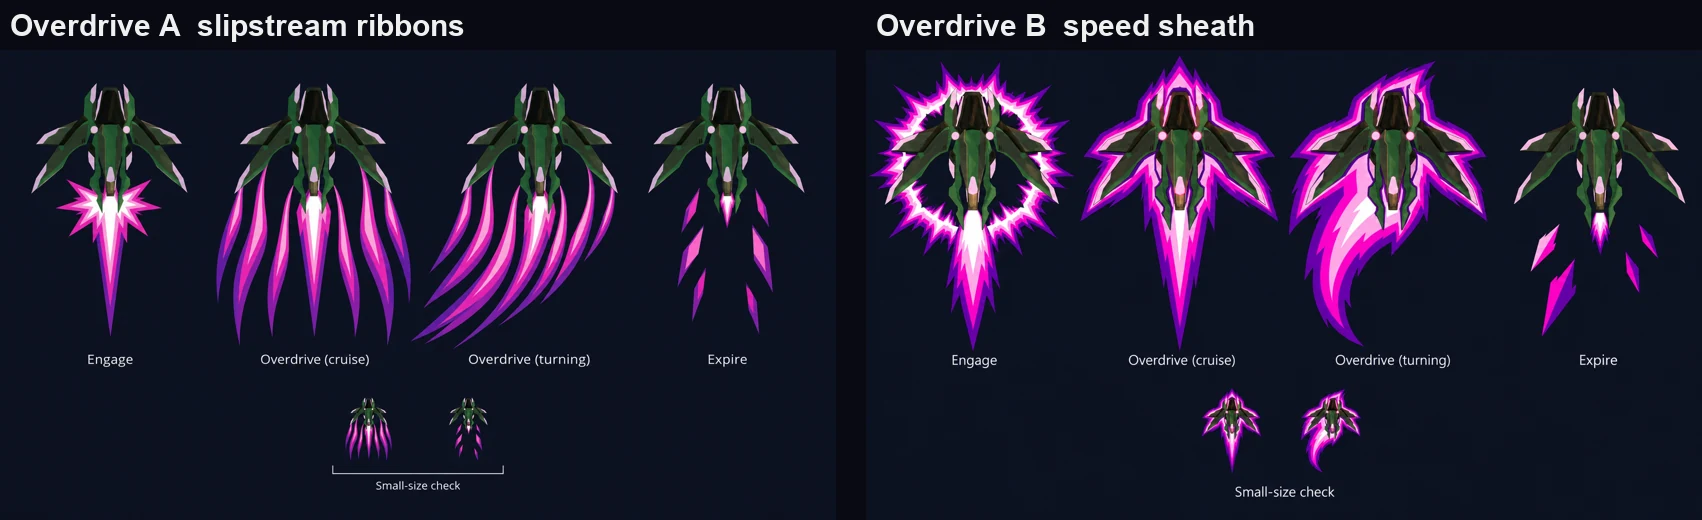 Overdrive A  slipstream ribbons
Engage
Overdrive (cruise)
Overdrive (turning)
Expire
Small-size check
Overdrive B  speed sheath
Engage
Overdrive (cruise)
Overdrive (turning)
Expire
Small-size check